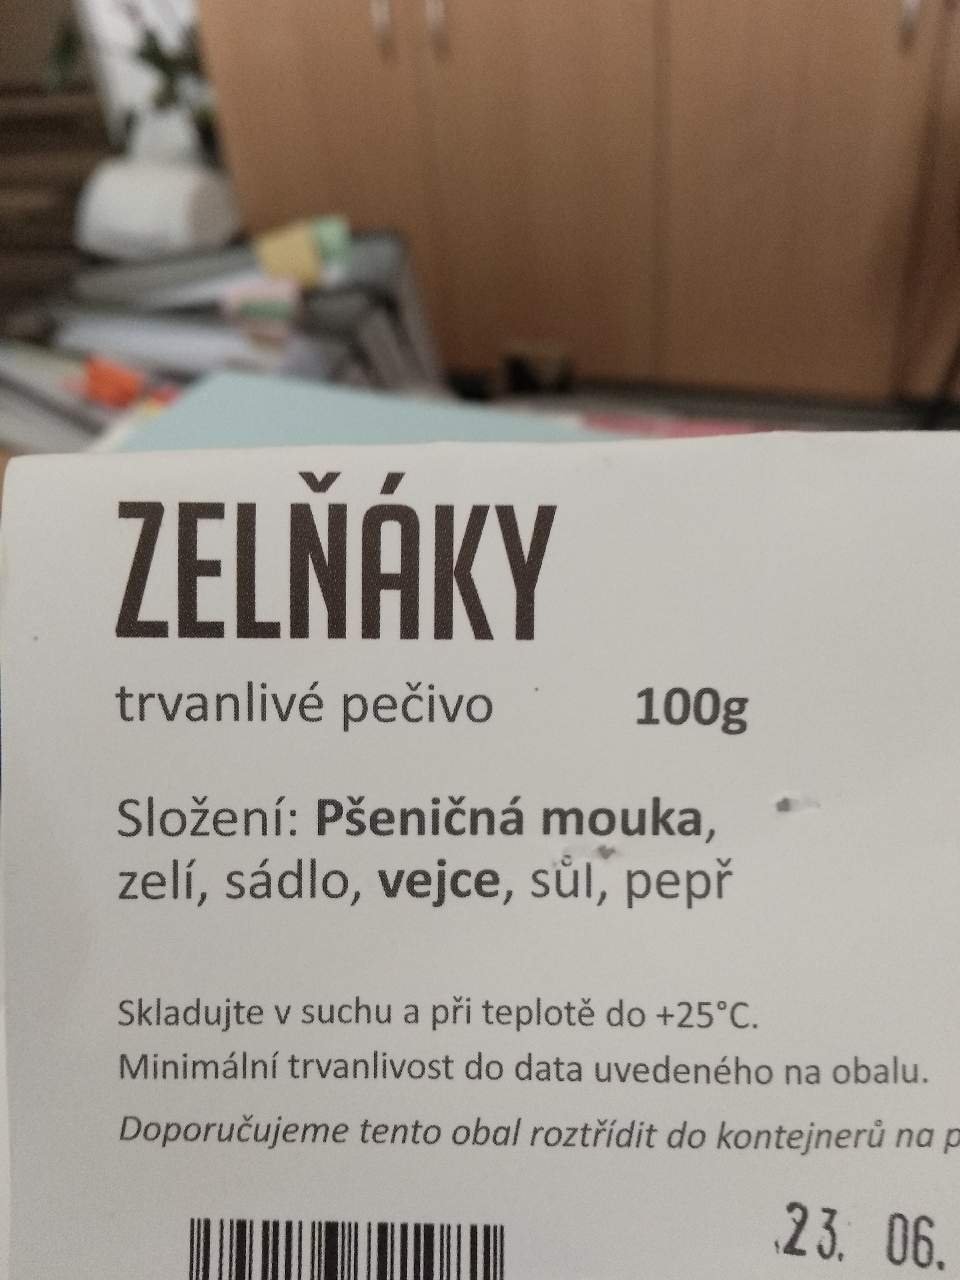 ZELŇÁKY
trvanlivé pečivo 100g
Složení: Pšeničná mouka,
zelí, sádlo, vejce, sůl, pepř
Skladujte v suchu a při teplotě do +25°C.
Minimální trvanlivost do data uvedeného na obalu.
Doporučujeme tento obal roztřídit do kontejnerů na
23. 06.